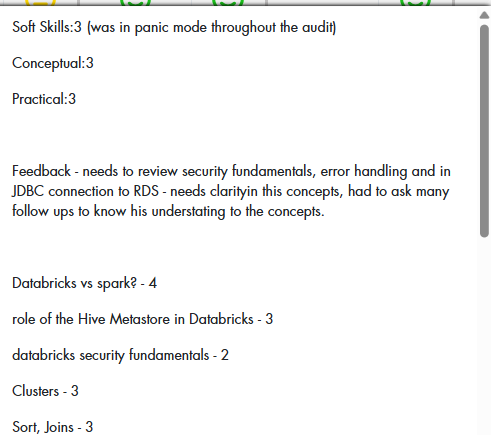 Soft Skills:3 (was in panic mode throughout the audit)
Conceptual:3
Practical:3
Feedback - needs to review security fundamentals, error handling and in
JDBC connection to RDS - needs clarityin this concepts, had to ask many
follow ups to know his understating to the concepts.
Databricks vs spark? - 4
role of the Hive Metastore in Databricks - 3
databricks security fundamentals - 2
Clusters - 3
Sort, Joins - 3